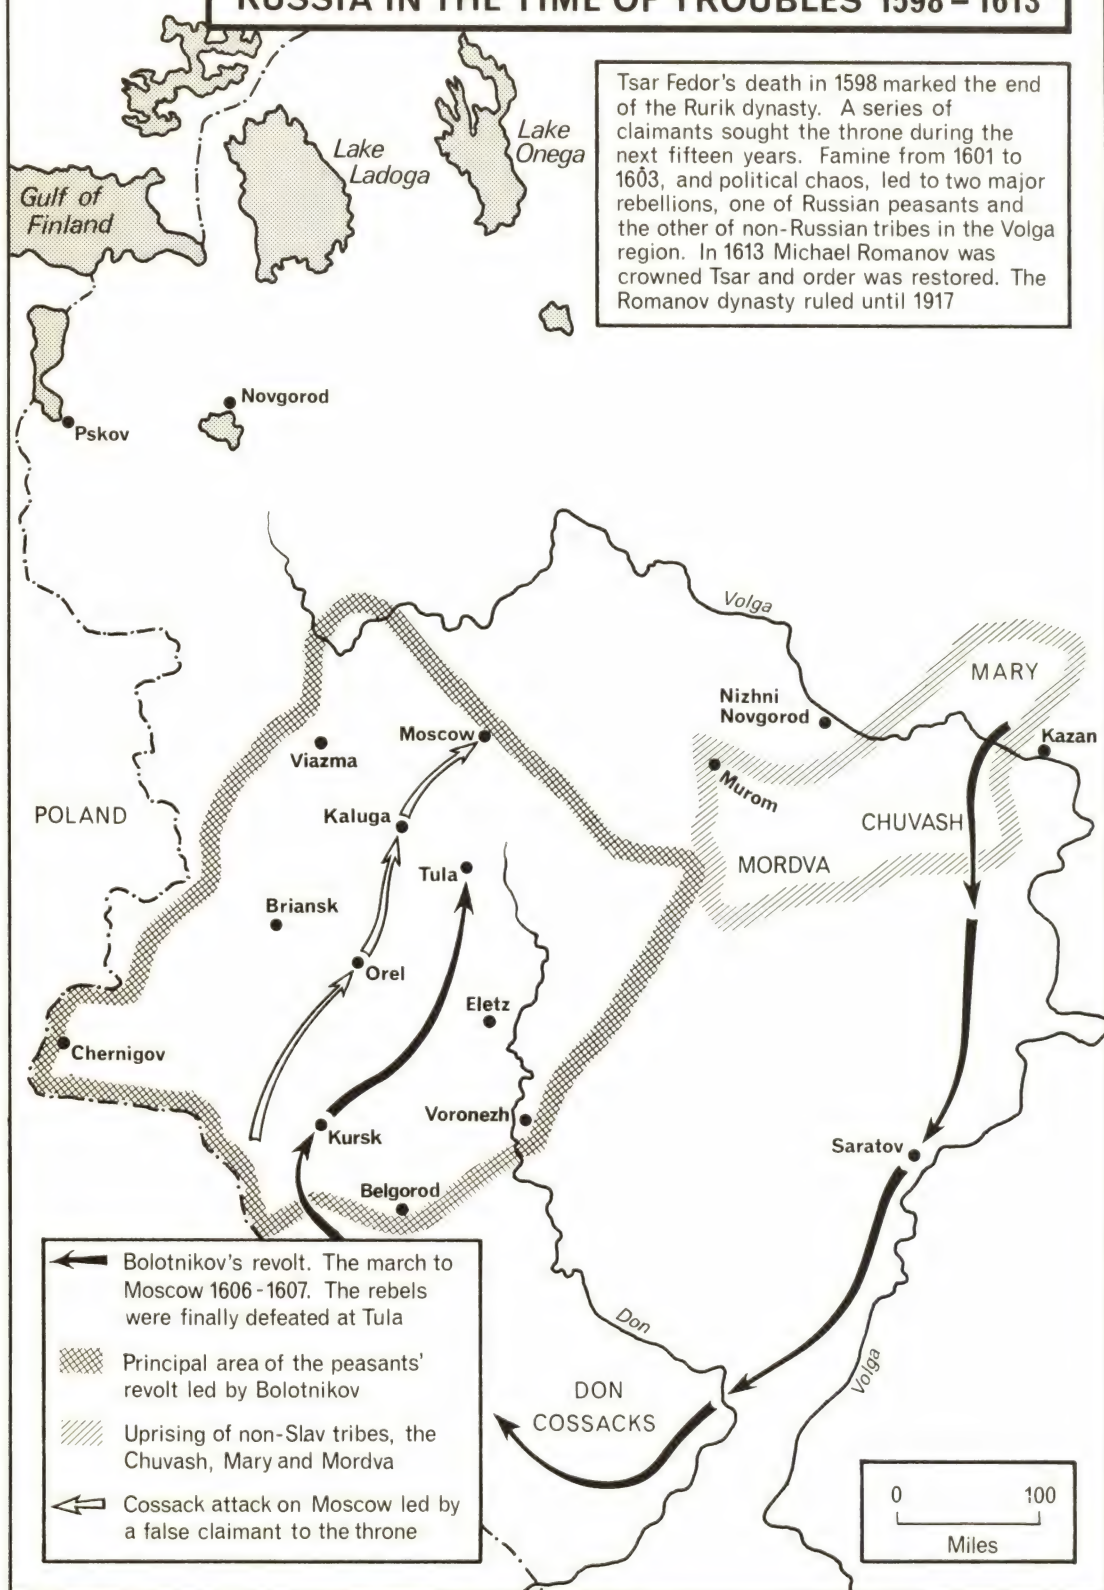 RUSSIA IN THE TIME OF TROUBLES 1598 – 1613
Tsar Fedor's death in 1598 marked the end
of the Rurik dynasty. A series of
claimants sought the throne during the
next fifteen years. Famine from 1601 to
1603, and political chaos, led to two major
rebellions, one of Russian peasants and
the other of non-Russian tribes in the Volga
region. In 1613 Michael Romanov was
crowned Tsar and order was restored. The
Romanov dynasty ruled until 1917
Lake
Onega
Lake
Ladoga
Gulf of
Finland
Novgorod
Pskov
Volga
MARY
Nizhni
Novgorod
Moscow
Kazan
Viazma
Murom
POLAND
Kaluga
CHUVASH
Tula
MORDVA
Briansk
Orel
Eletz
Chernigov
Voronezh
Kursk
Saratov
Belgorod
Don
Volga
DON
COSSACKS
Bolotnikov's revolt. The march to
Moscow 1606-1607. The rebels
were finally defeated at Tula
Principal area of the peasants'
revolt led by Bolotnikov
Uprising of non-Slav tribes, the
Chuvash, Mary and Mordva
Cossack attack on Moscow led by
a false claimant to the throne
0 100
Miles